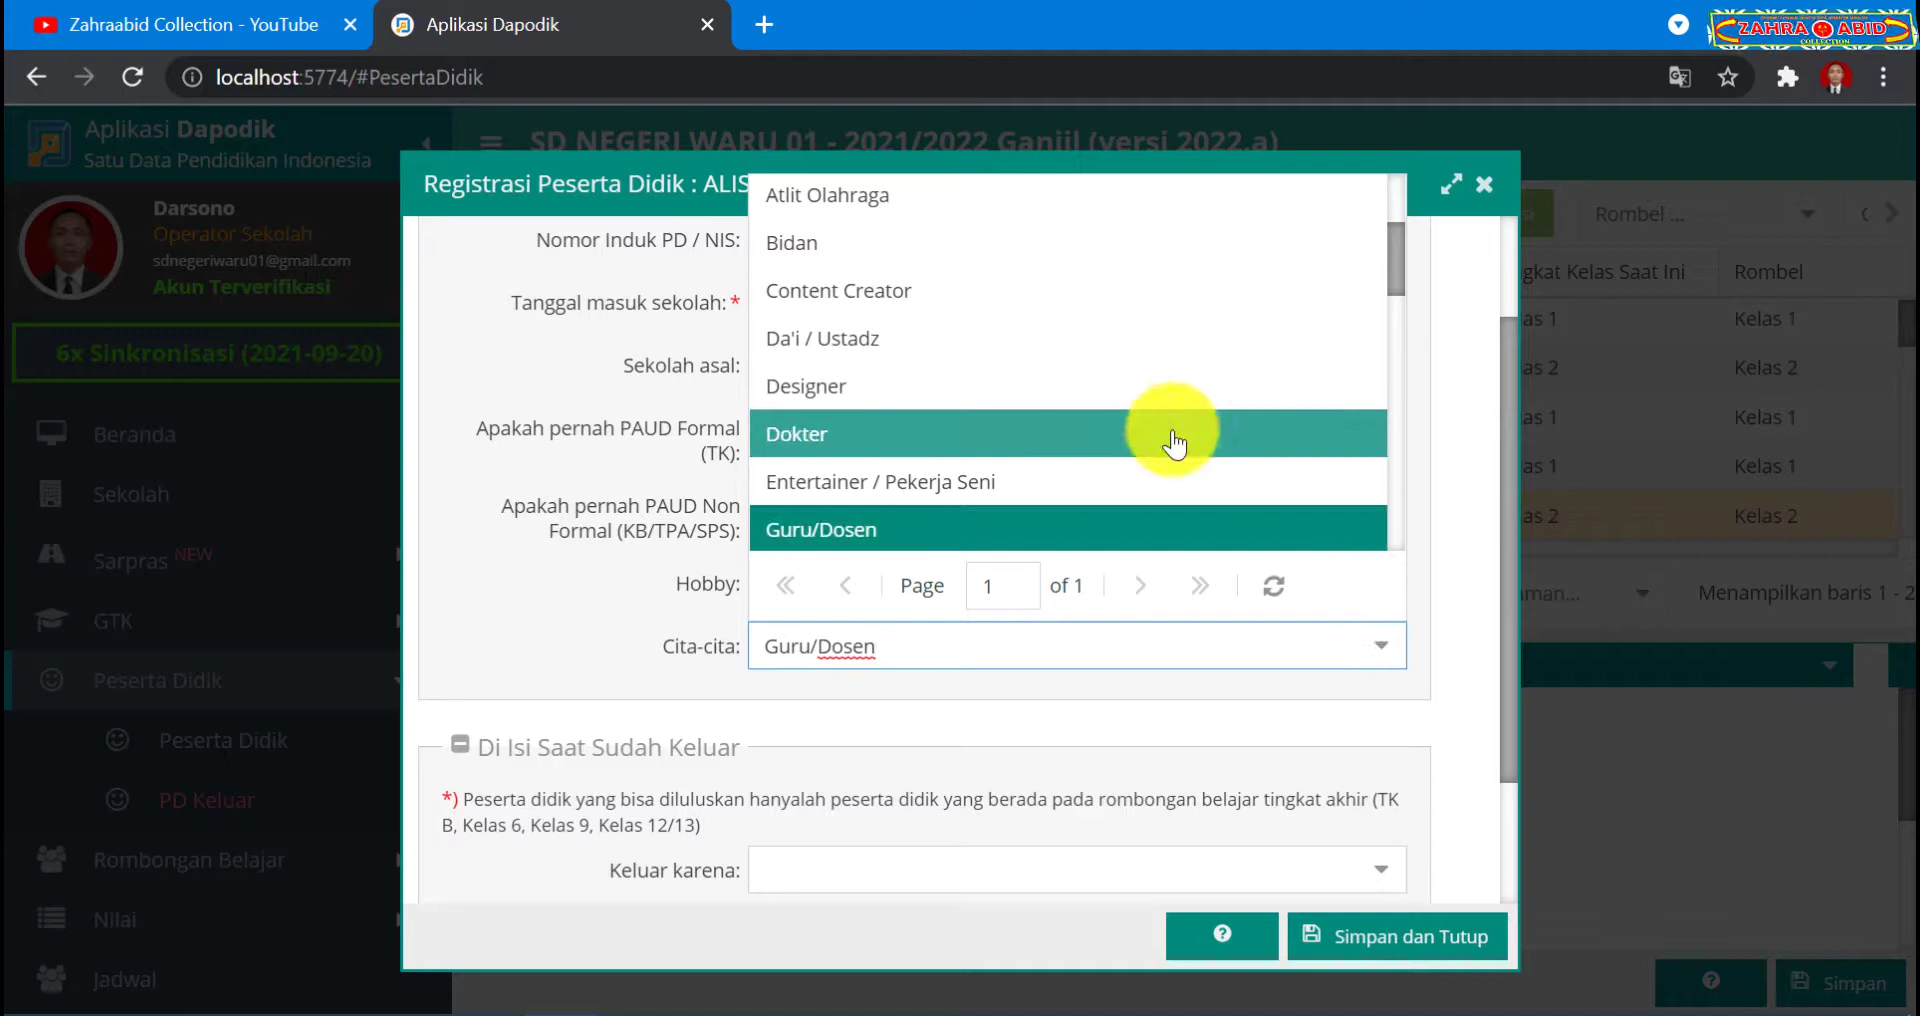 Zahraabid Collection - YouTube
Aplikasi Dapodik
ZAHRA ABID
COLLECTION
localhost:5774/#PesertaDidik
Aplikasi Dapodik
Satu Data Pendidikan Indonesia
SD NEGERI WARU 01 - 2021/2022 Ganjil (versi 2022.a)
Darsono
Operator Sekolah
sdnegeriwaru01@gmail.com
Akun Terverifikasi
6x Sinkronisasi (2021-09-20)
Beranda
Sekolah
Sarpras NEW
GTK
Peserta Didik
Peserta Didik
PD Keluar
Rombongan Belajar
Nilai
Jadwal
Registrasi Peserta Didik : ALIS
Nomor Induk PD / NIS:
Tanggal masuk sekolah: *
Sekolah asal:
Apakah pernah PAUD Formal
(TK):
Apakah pernah PAUD Non
Formal (KB/TPA/SPS):
Hobby:
Atlit Olahraga
Bidan
Content Creator
Da'i / Ustadz
Designer
Dokter
Entertainer / Pekerja Seni
Guru/Dosen
Page 1 of 1
Cita-cita: Guru/Dosen
Di Isi Saat Sudah Keluar
*) Peserta didik yang bisa diluluskan hanyalah peserta didik yang berada pada rombongan belajar tingkat akhir (TK
B, Kelas 6, Kelas 9, Kelas 12/13)
Keluar karena:
Simpan dan Tutup
Rombel ...
gkat Kelas Saat Ini Rombel
as 1 Kelas 1
as 2 Kelas 2
as 1 Kelas 1
as 1 Kelas 1
as 2 Kelas 2
aman... Menampilkan baris 1 - 2
Simpan